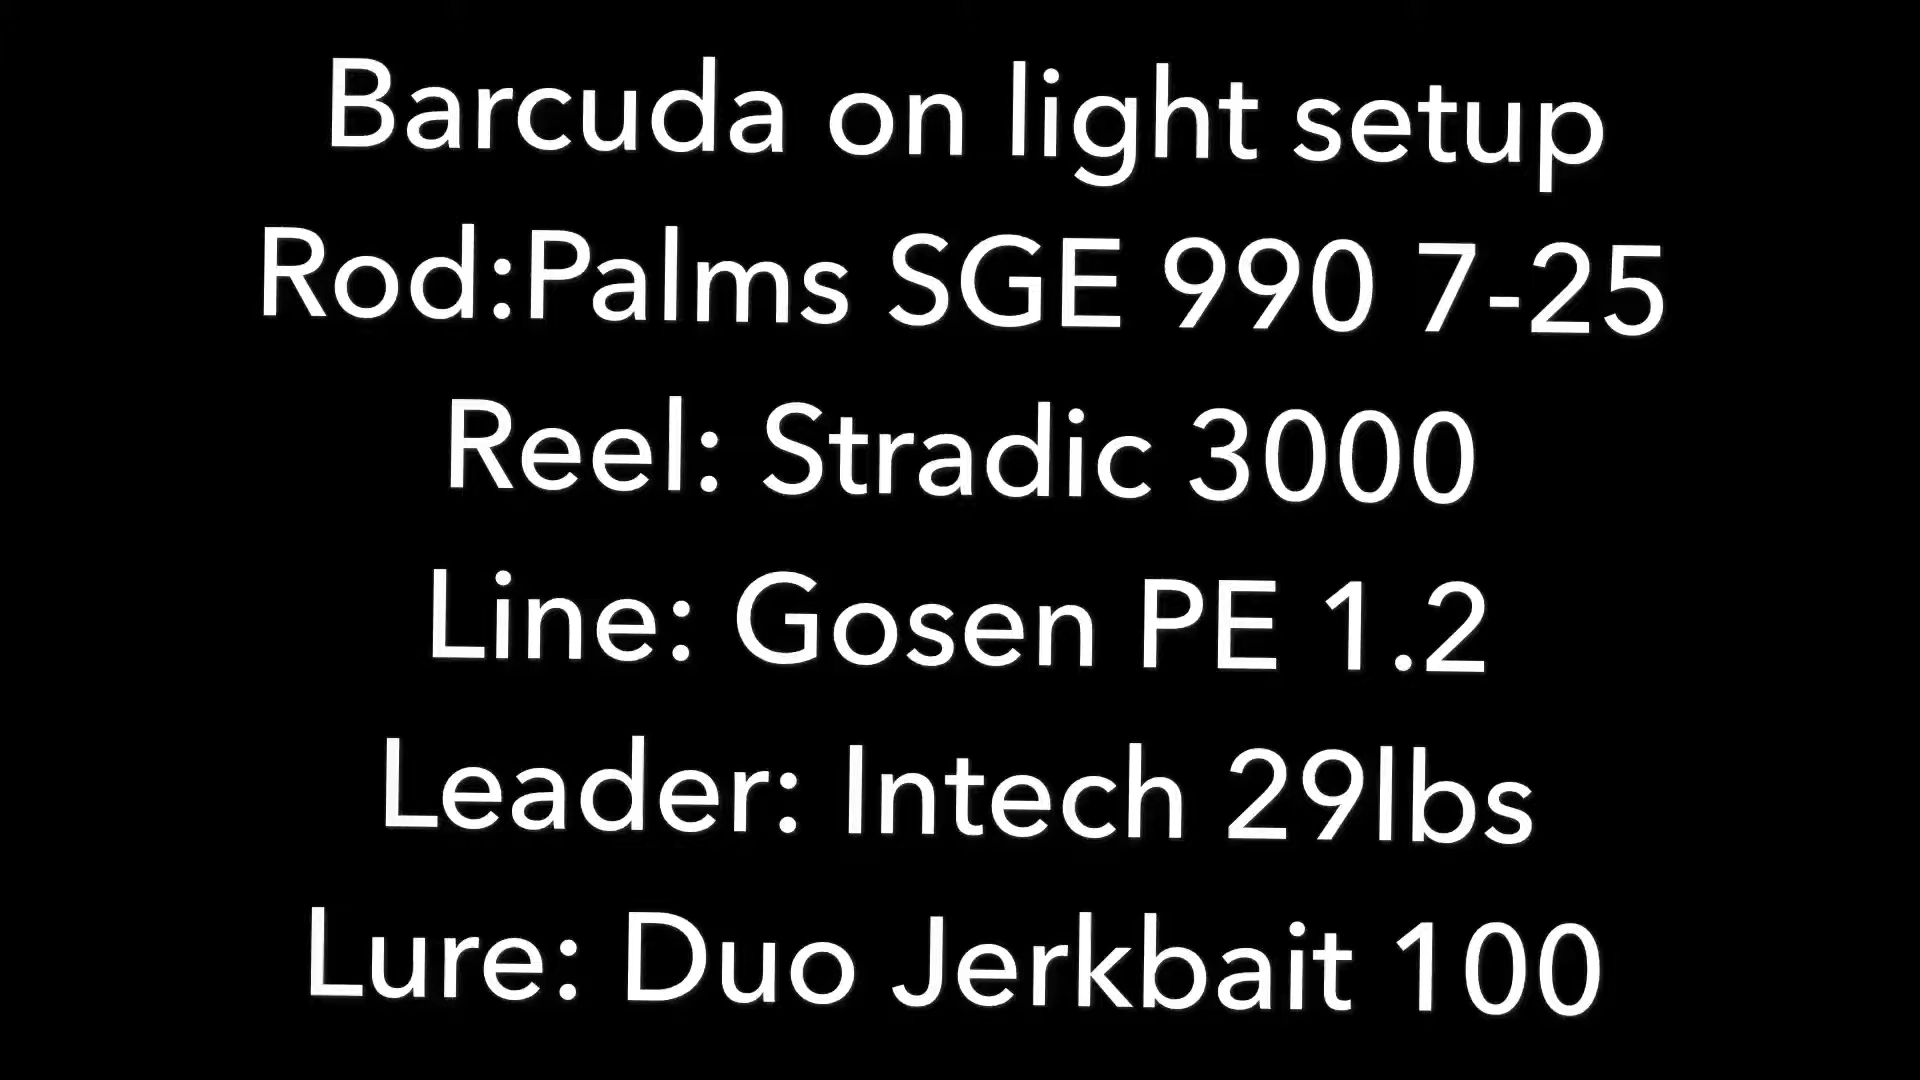 Barcuda on light setup
Rod:Palms SGE 990 7-25
Reel: Stradic 3000
Line: Gosen PE 1.2
Leader: Intech 29lbs
Lure: Duo Jerkbait 100